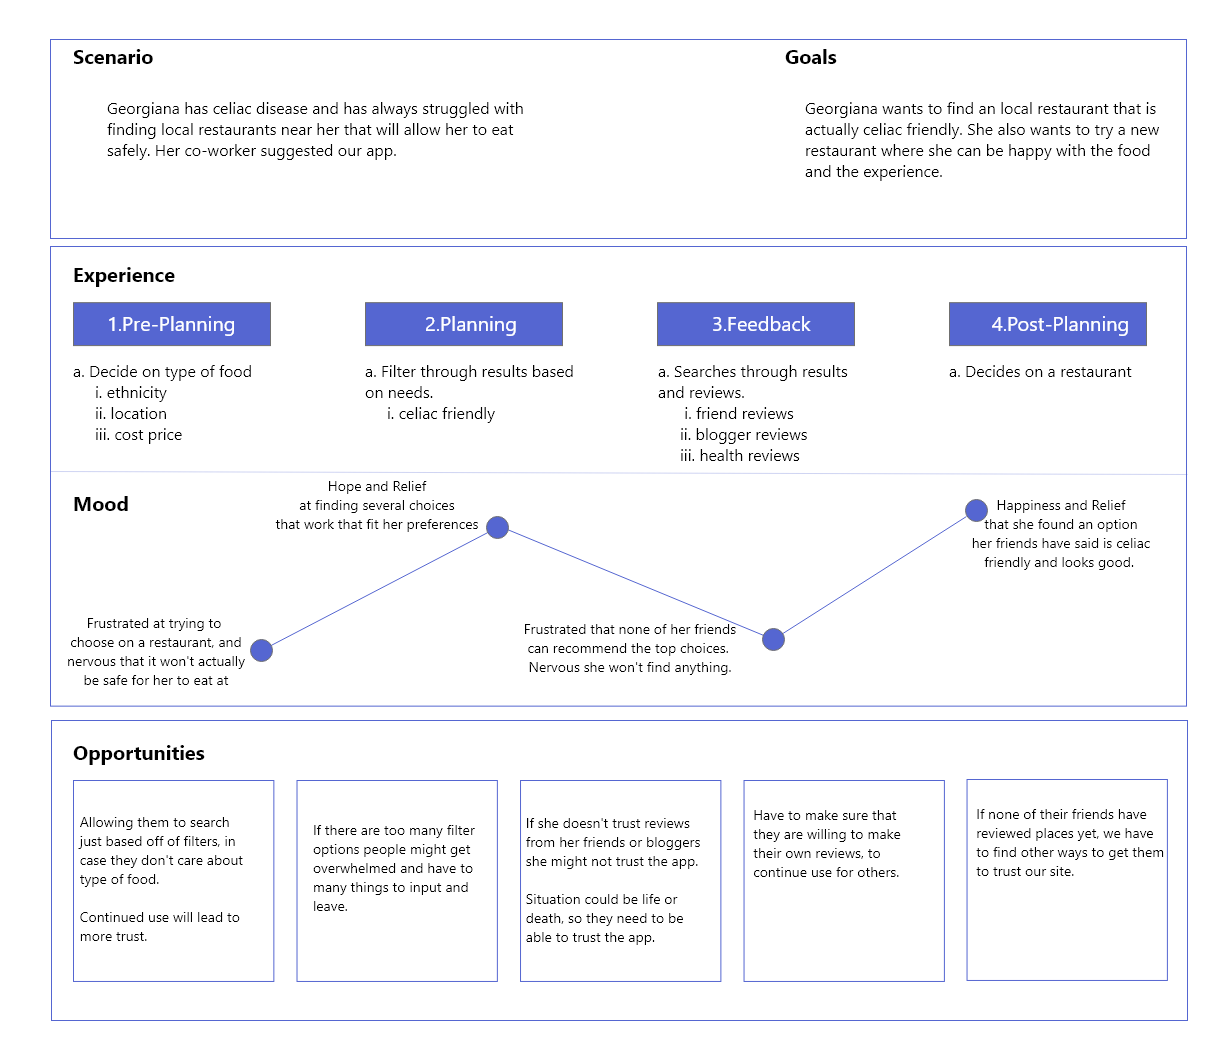 Scenario
Georgiana has celiac disease and has always struggled with
finding local restaurants near her that will allow her to eat
safely. Her co-worker suggested our app.
Goals
Georgiana wants to find an local restaurant that is
actually celiac friendly. She also wants to try a new
restaurant where she can be happy with the food
and the experience.
Experience
1.Pre-Planning
a. Decide on type of food
i. ethnicity
ii. location
iii. cost price
2.Planning
a. Filter through results based
on needs.
i. celiac friendly
3.Feedback
a. Searches through results
and reviews.
i. friend reviews
ii. blogger reviews
iii. health reviews
4.Post-Planning
a. Decides on a restaurant
Mood
Frustrated at trying to
choose on a restaurant, and
nervous that it won't actually
be safe for her to eat at
Hope and Relief
at finding several choices
that work that fit her preferences
Frustrated that none of her friends
can recommend the top choices.
Nervous she won't find anything.
Happiness and Relief
that she found an option
her friends have said is celiac
friendly and looks good.
Opportunities
Allowing them to search
just based off of filters, in
case they don't care about
type of food.
Continued use will lead to
more trust.
If there are too many filter
options people might get
overwhelmed and have to
many things to input and
leave.
If she doesn't trust reviews
from her friends or bloggers
she might not trust the app.
Situation could be life or
death, so they need to be
able to trust the app.
Have to make sure that
they are willing to make
their own reviews, to
continue use for others.
If none of their friends have
reviewed places yet, we have
to find other ways to get them
to trust our site.